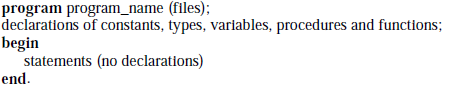 program program_name (files);
declarations of constants, types, variables, procedures and functions;
begin
statements (no declarations)
end.